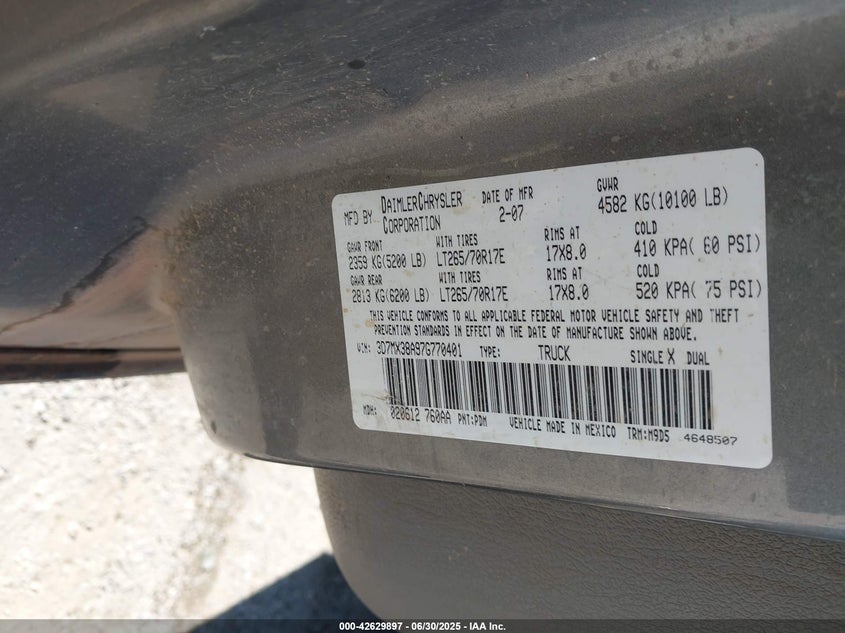 MFD BY DAIMLERCHRYSLER CORPORATION DATE OF MFR 2-07 GVWR 4582 KG(10100 LB)
GAWR FRONT WITH TIRES RIMS AT COLD
2359 KG(5200 LB) LT265/70R17E 17X8.0 410 KPA( 60 PSI)
GAWR REAR WITH TIRES RIMS AT COLD
2813 KG(6200 LB) LT265/70R17E 17X8.0 520 KPA( 75 PSI)
THIS VEHICLE CONFORMS TO ALL APPLICABLE FEDERAL MOTOR VEHICLE SAFETY AND THEFT
PREVENTION STANDARDS IN EFFECT ON THE DATE OF MANUFACTURE SHOWN ABOVE.
VIN: 3D7MX38A97G770401 TYPE: TRUCK SINGLE X DUAL
MDH: 020612 760AA PNT:PDM VEHICLE MADE IN MEXICO TRM:M9D5 4648507
000-42629897 - 06/30/2025 - IAA Inc.